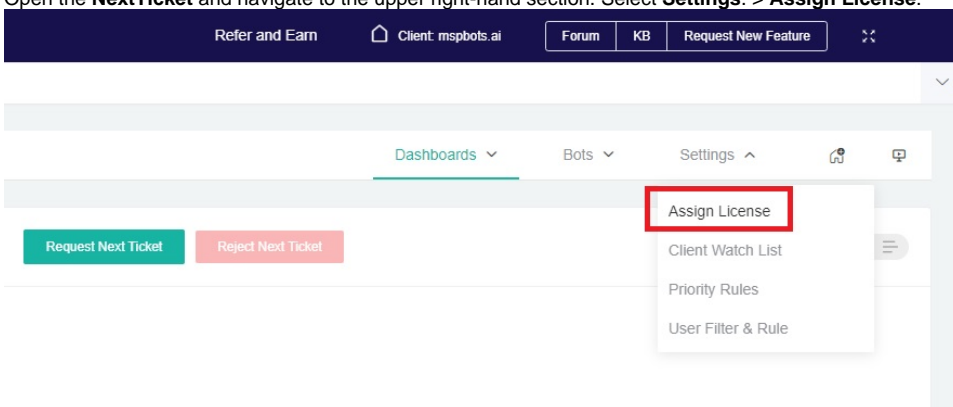 Open the NextTicket and navigate to the upper right-hand section. Select Settings. > Assign License.
Refer and Earn Client: mspbots.ai Forum KB Request New Feature
Dashboards Bots Settings
Assign License
Request Next Ticket Reject Next Ticket
Client Watch List
Priority Rules
User Filter & Rule